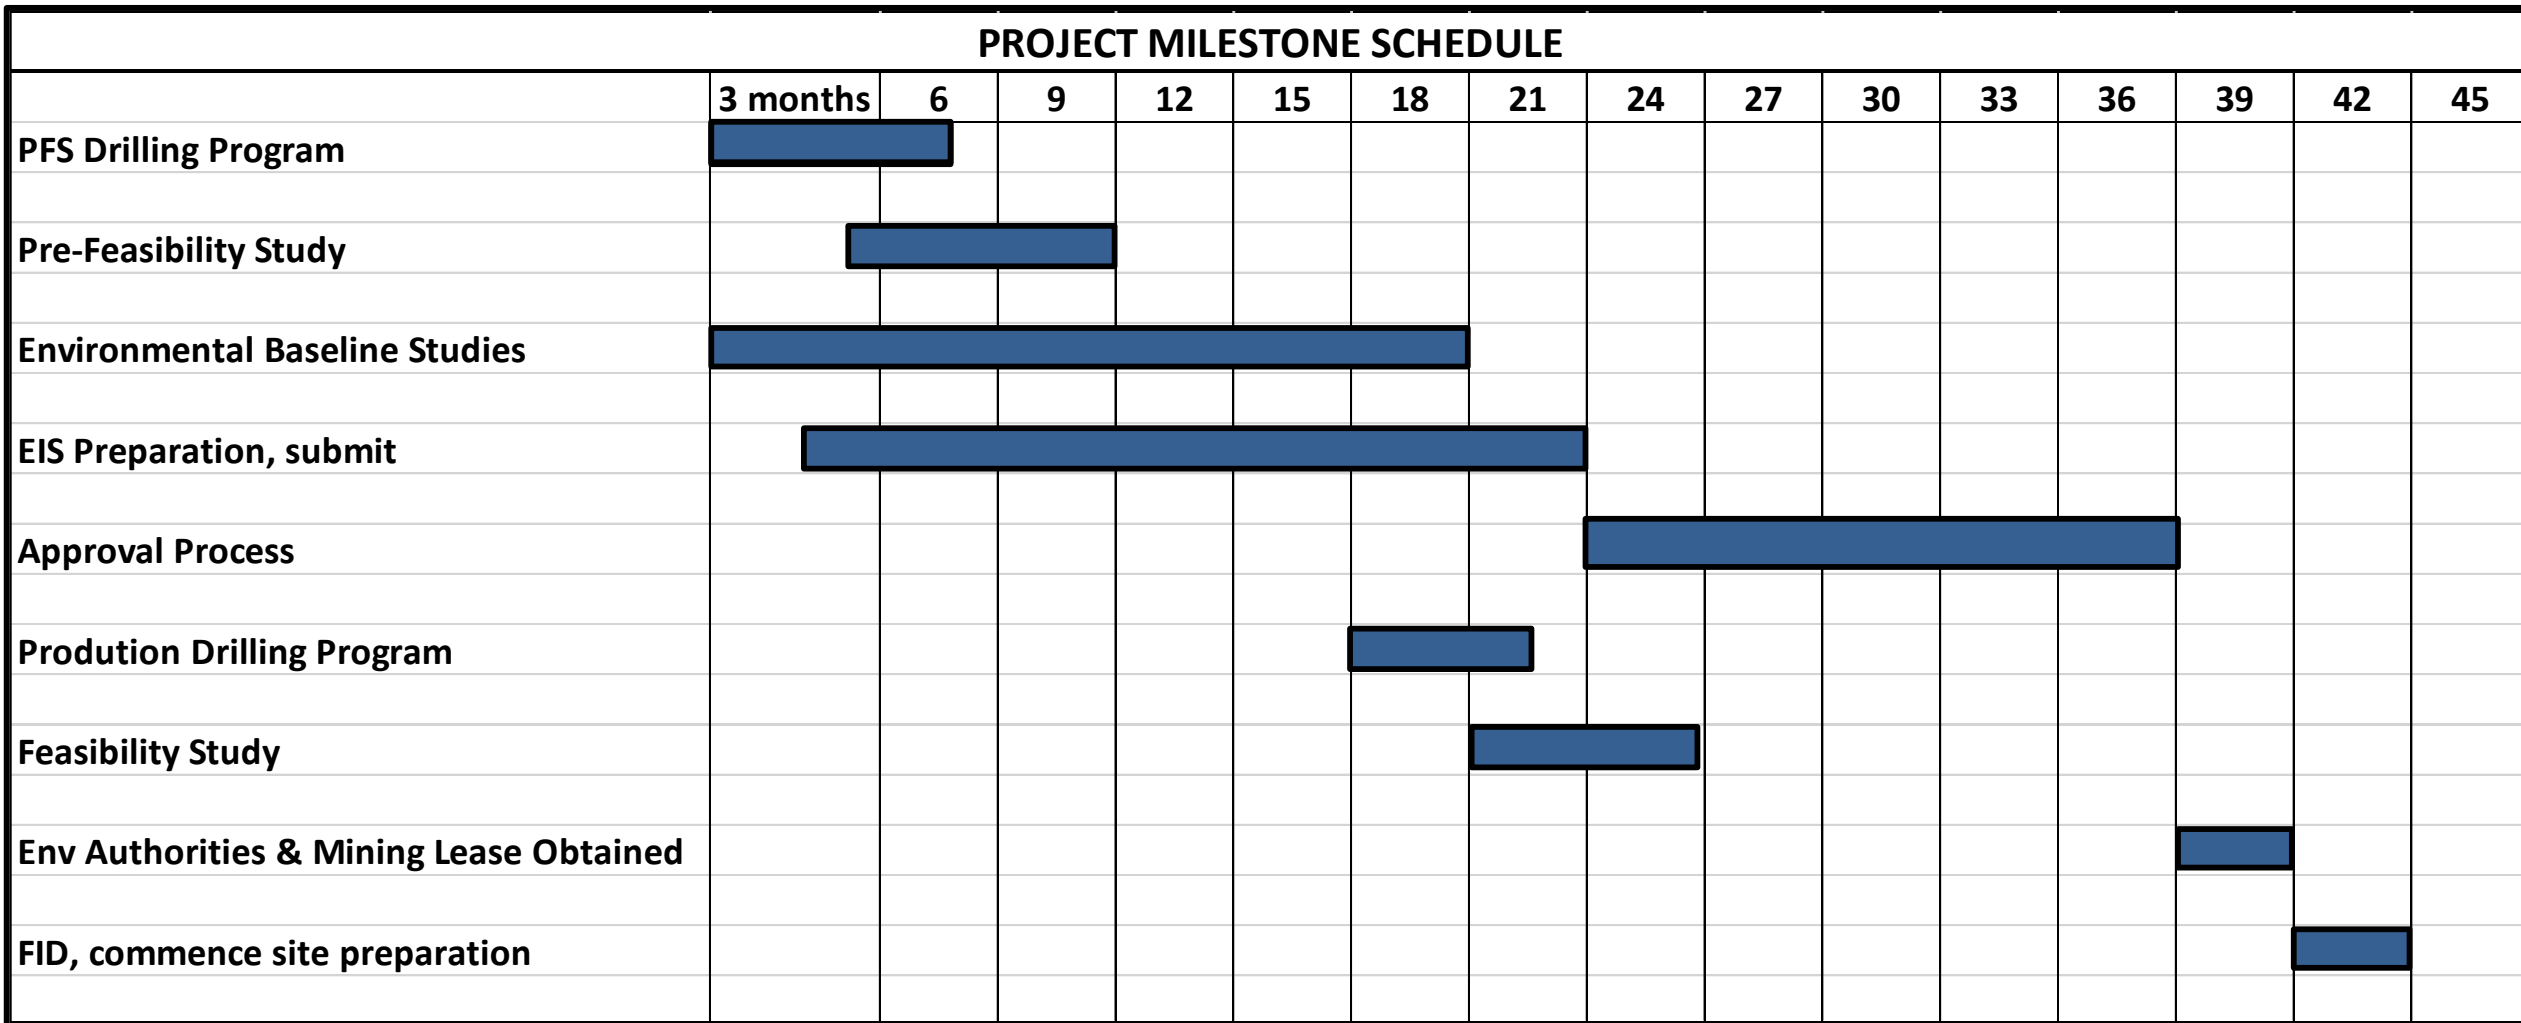 PROJECT MILESTONE SCHEDULE
3 months 6 9 12 15 18 21 24 27 30 33 36 39 42 45
PFS Drilling Program
Pre-Feasibility Study
Environmental Baseline Studies
EIS Preparation, submit
Approval Process
Prodution Drilling Program
Feasibility Study
Env Authorities & Mining Lease Obtained
FID, commence site preparation